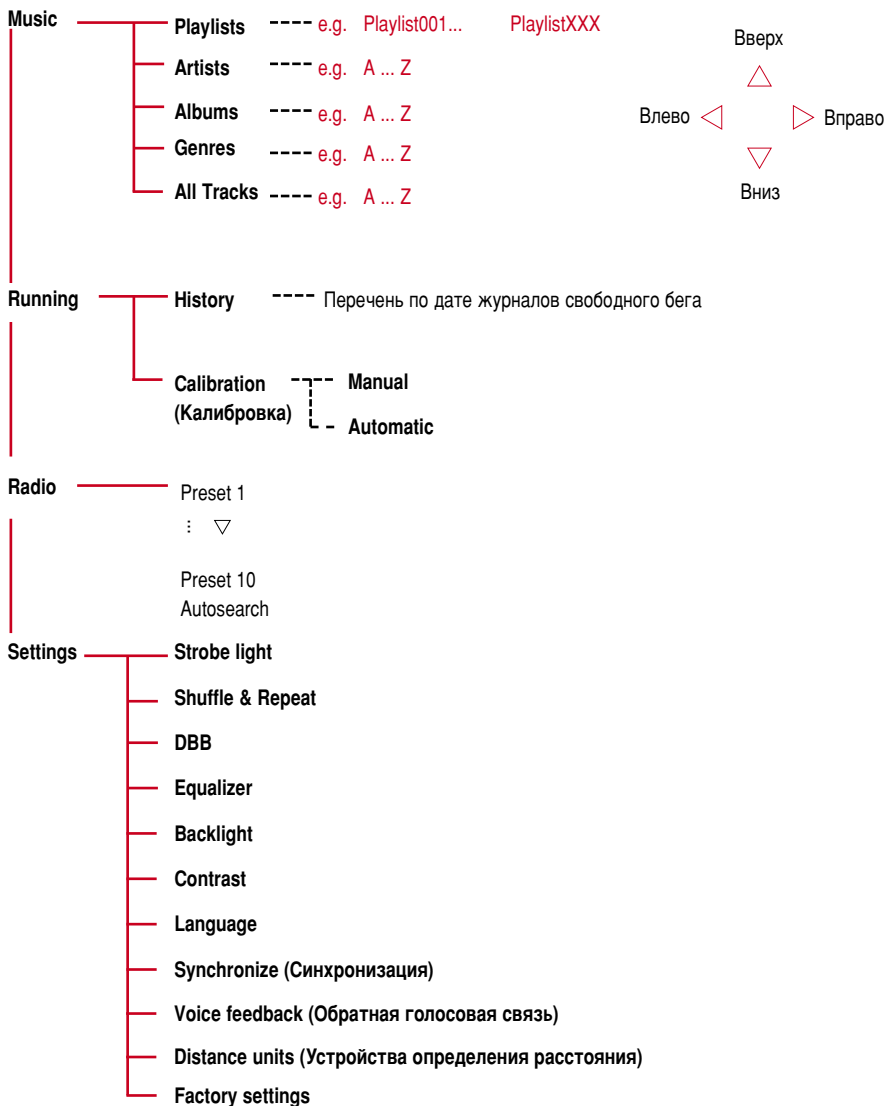 Music
Playlists e.g. Playlist001... PlaylistXXX
Artists e.g. A ... Z
Albums e.g. A ... Z
Genres e.g. A ... Z
All Tracks e.g. A ... Z
Вверх
Влево Вправо
Вниз
Running History Перечень по дате журналов свободного бега
Calibration Manual
(Калибровка)
Automatic
Radio Preset 1
⋮
Preset 10
Autosearch
Settings Strobe light
Shuffle & Repeat
DBB
Equalizer
Backlight
Contrast
Language
Synchronize (Синхронизация)
Voice feedback (Обратная голосовая связь)
Distance units (Устройства определения расстояния)
Factory settings